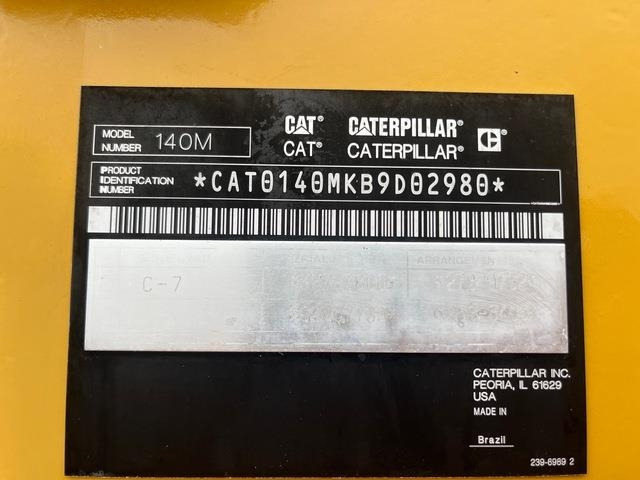 CAT® CATERPILLAR® C®
CAT® CATERPILLAR®
MODEL NUMBER 140M
PRODUCT IDENTIFICATION NUMBER *CAT0140MKB9D02980*
ARRANGEMENT
C-7
CATERPILLAR INC.
PEORIA, IL 61629
USA
MADE IN
Brazil
239-6969 2